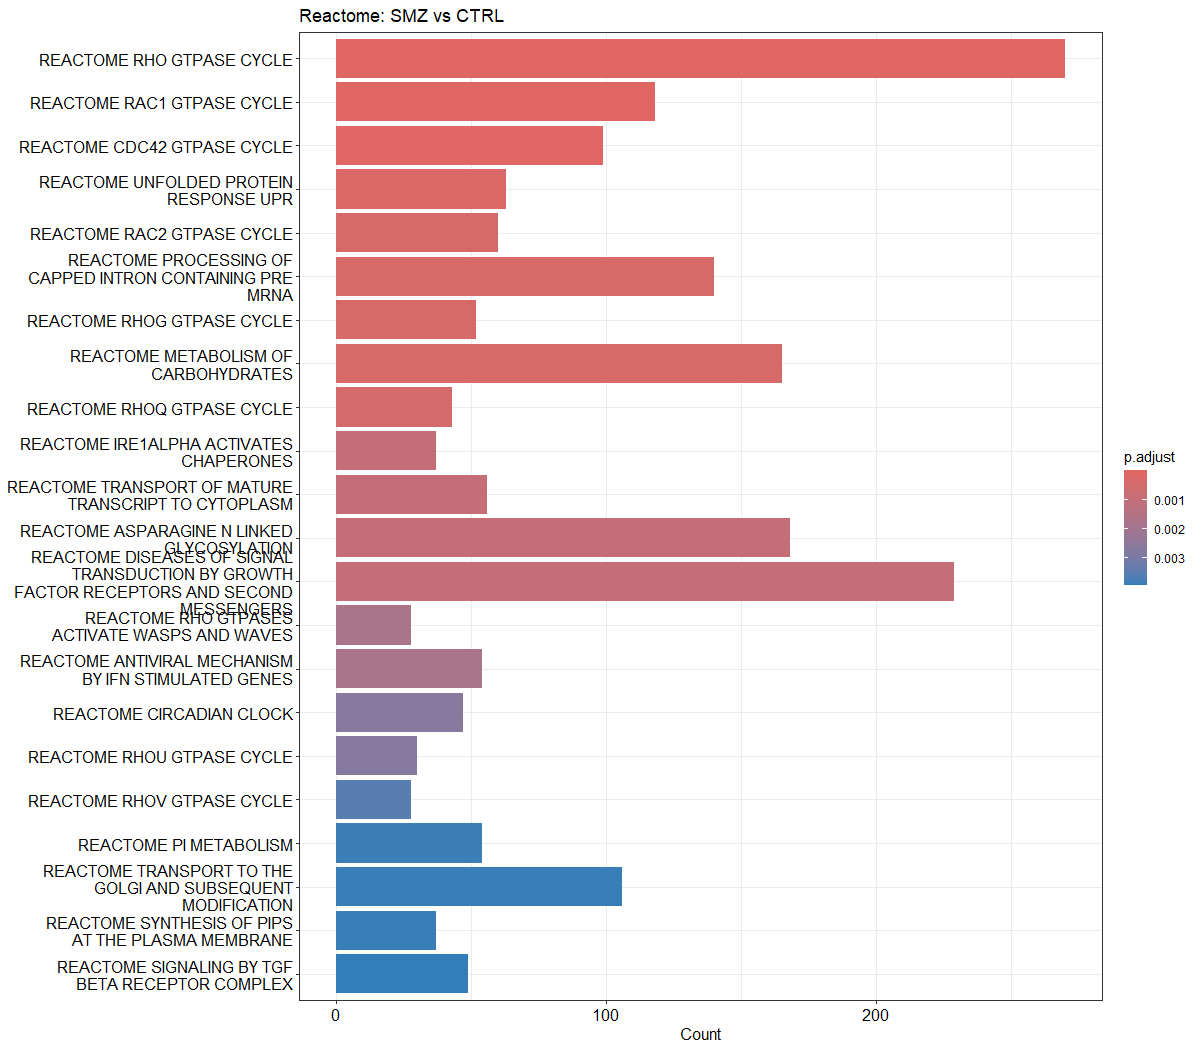 Reactome: SMZ vs CTRL
REACTOME RHO GTPASE CYCLE
REACTOME RAC1 GTPASE CYCLE
REACTOME CDC42 GTPASE CYCLE
REACTOME UNFOLDED PROTEIN
RESPONSE UPR
REACTOME RAC2 GTPASE CYCLE
REACTOME PROCESSING OF
CAPPED INTRON CONTAINING PRE
MRNA
REACTOME RHOG GTPASE CYCLE
REACTOME METABOLISM OF
CARBOHYDRATES
REACTOME RHOQ GTPASE CYCLE
REACTOME IRE1ALPHA ACTIVATES
CHAPERONES
REACTOME TRANSPORT OF MATURE
TRANSCRIPT TO CYTOPLASM
REACTOME ASPARAGINE N LINKED
GLYCOSYLATION
REACTOME DISEASES OF SIGNAL
TRANSDUCTION BY GROWTH
FACTOR RECEPTORS AND SECOND
MESSENGERS
REACTOME RHO GTPASES
ACTIVATE WASPS AND WAVES
REACTOME ANTIVIRAL MECHANISM
BY IFN STIMULATED GENES
REACTOME CIRCADIAN CLOCK
REACTOME RHOU GTPASE CYCLE
REACTOME RHOV GTPASE CYCLE
REACTOME PI METABOLISM
REACTOME TRANSPORT TO THE
GOLGI AND SUBSEQUENT
MODIFICATION
REACTOME SYNTHESIS OF PIPS
AT THE PLASMA MEMBRANE
REACTOME SIGNALING BY TGF
BETA RECEPTOR COMPLEX
0
100
200
Count
p.adjust
0.001
0.002
0.003